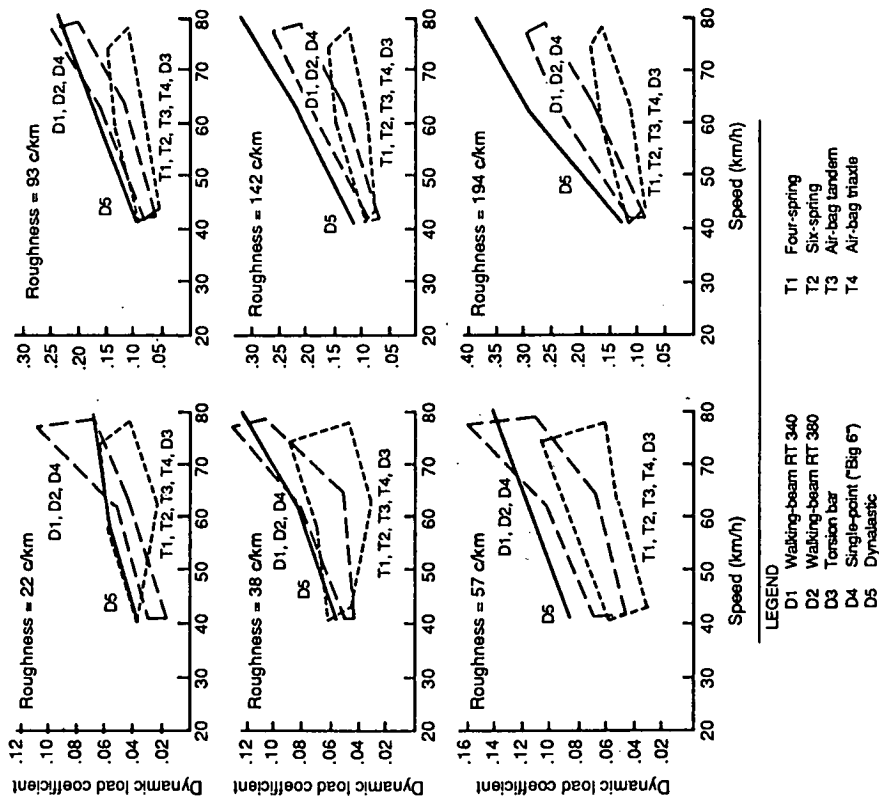 Roughness = 22 c/km
.12
.10
.08
.06
.04
.02
Dynamic load coefficient
D1, D2, D4
D5
T1, T2, T3, T4, D3
20 30 40 50 60 70 80
Roughness = 93 c/km
.30
.25
.20
.15
.10
.05
D1, D2, D4
D5
T1, T2, T3, T4, D3
20 30 40 50 60 70 80
Roughness = 38 c/km
.12
.10
.08
.06
.04
.02
Dynamic load coefficient
D1, D2, D4
D5
T1, T2, T3, T4, D3
20 30 40 50 60 70 80
Roughness = 142 c/km
.30
.25
.20
.15
.10
.05
D1, D2, D4
D5
T1, T2, T3, T4, D3
20 30 40 50 60 70 80
Roughness = 57 c/km
.16
.14
.12
.10
.08
.06
.04
.02
Dynamic load coefficient
D1, D2, D4
D5
T1, T2, T3, T4, D3
20 30 40 50 60 70 80
Speed (km/h)
Roughness = 194 c/km
.40
.35
.30
.25
.20
.15
.10
.05
D1, D2, D4
D5
T1, T2, T3, T4, D3
20 30 40 50 60 70 80
Speed (km/h)
LEGEND
D1 Walking-beam RT 340
D2 Walking-beam RT 380
D3 Torsion bar
D4 Single-point ("Big 6")
D5 Dynalastic
T1 Four-spring
T2 Six-spring
T3 Air-bag tandem
T4 Air-bag triaxle